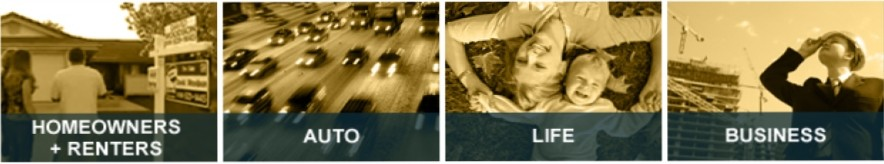 HOMEOWNERS
+ RENTERS
AUTO
LIFE
BUSINESS